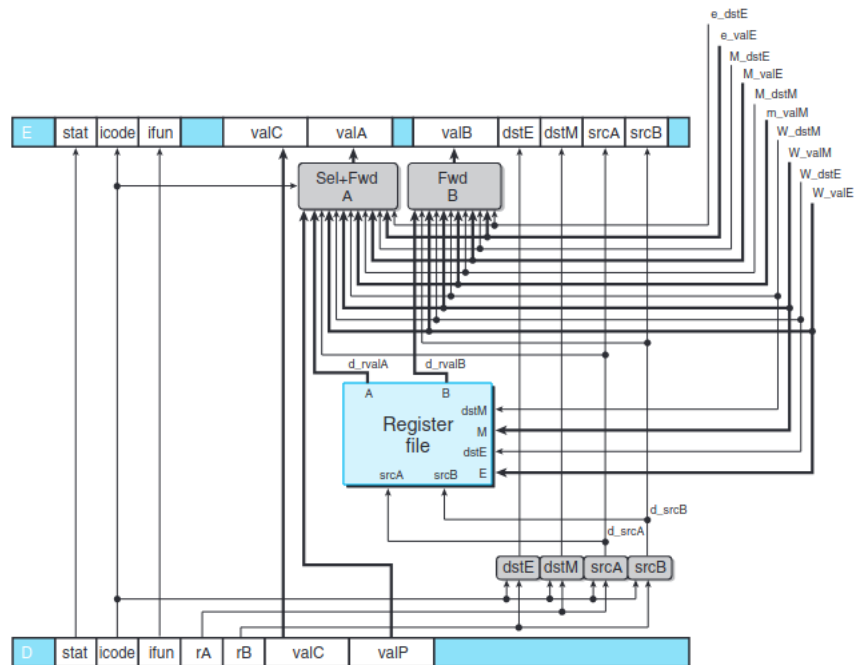 e_dstE
e_valE
M_dstE
M_valE
M_dstM
m_valM
W_dstM
W_valM
W_dstE
W_valE
E stat icode ifun valC valA valB dstE dstM srcA srcB
Sel+Fwd
A
Fwd
B
d_rvalA d_rvalB
A B
dstM
Register
file
M
dstE
srcA srcB E
d_srcB
d_srcA
dstE dstM srcA srcB
D stat icode ifun rA rB valC valP